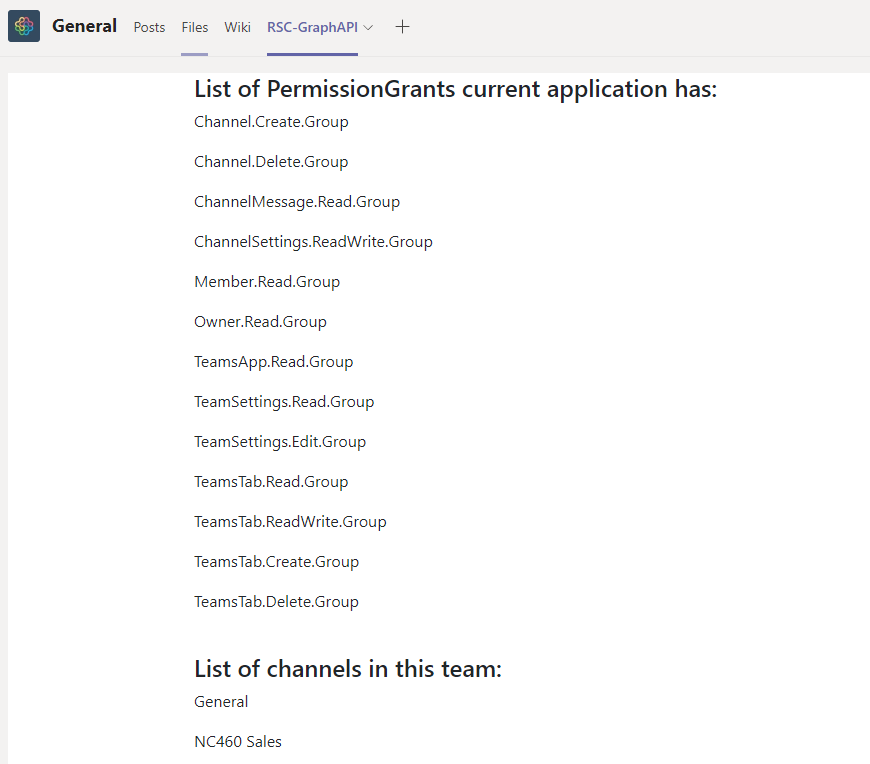 General Posts Files Wiki RSC-GraphAPI
List of PermissionGrants current application has:
Channel.Create.Group
Channel.Delete.Group
ChannelMessage.Read.Group
ChannelSettings.ReadWrite.Group
Member.Read.Group
Owner.Read.Group
TeamsApp.Read.Group
TeamSettings.Read.Group
TeamSettings.Edit.Group
TeamsTab.Read.Group
TeamsTab.ReadWrite.Group
TeamsTab.Create.Group
TeamsTab.Delete.Group
List of channels in this team:
General
NC460 Sales